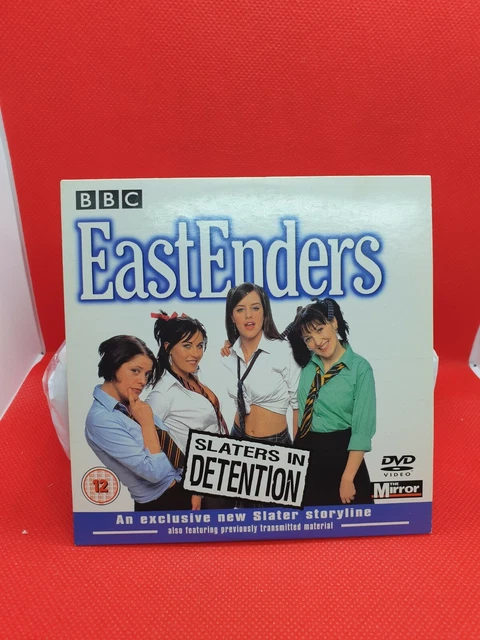 BBC
EastEnders
SLATERS IN
DETENTION
12
DVD
VIDEO
THE
Mirror
An exclusive new Slater storyline
also featuring previously transmitted material